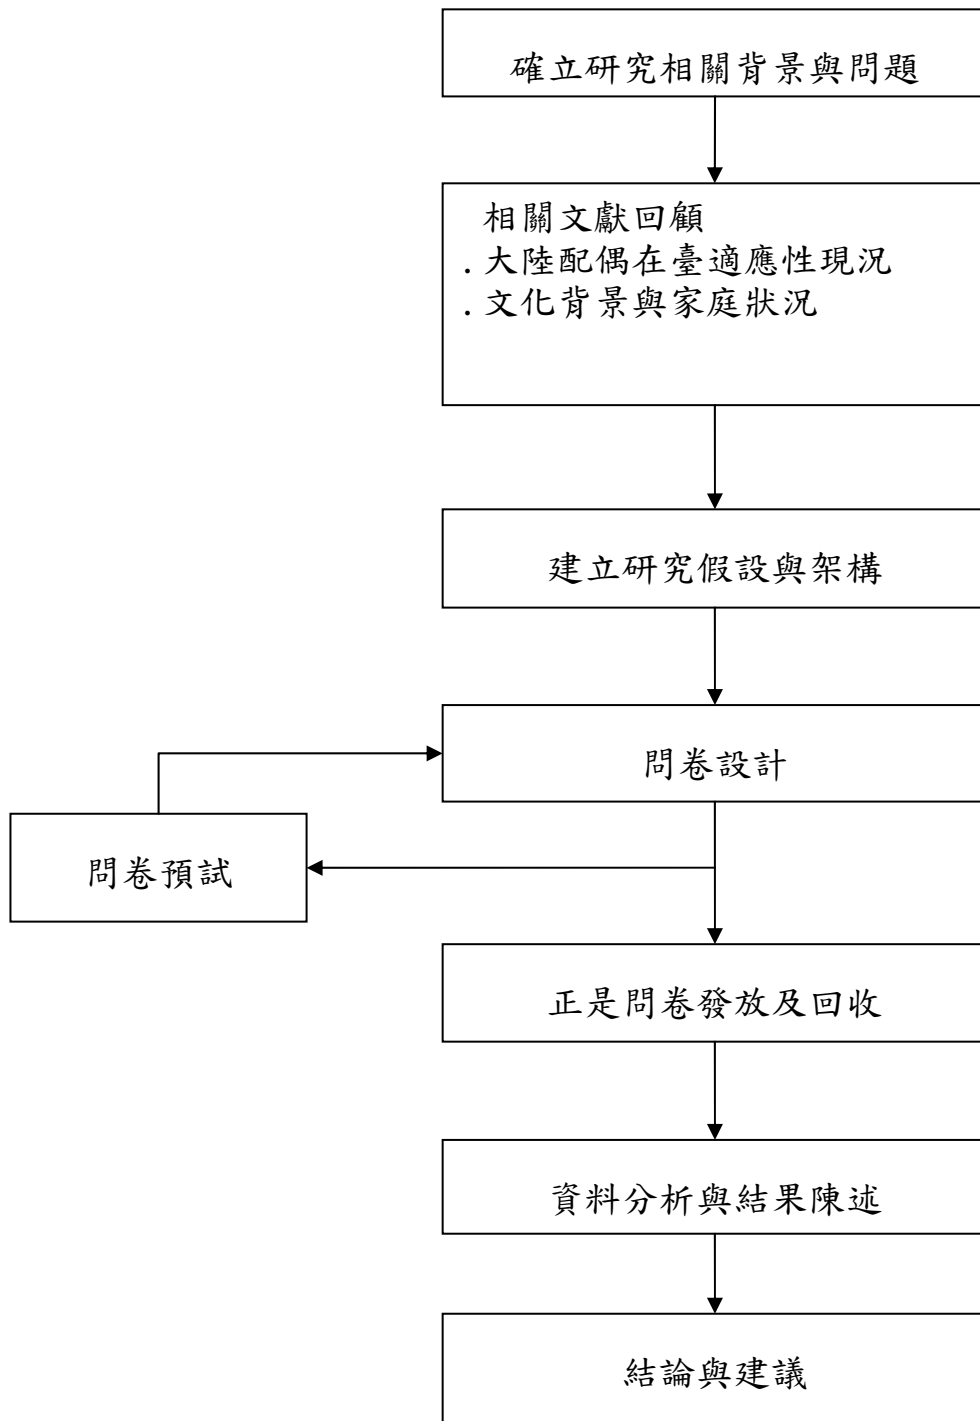 確立研究相關背景與問題
相關文獻回顧
. 大陸配偶在臺適應性現況
. 文化背景與家庭狀況
建立研究假設與架構
問卷設計
問卷預試
正是問卷發放及回收
資料分析與結果陳述
結論與建議